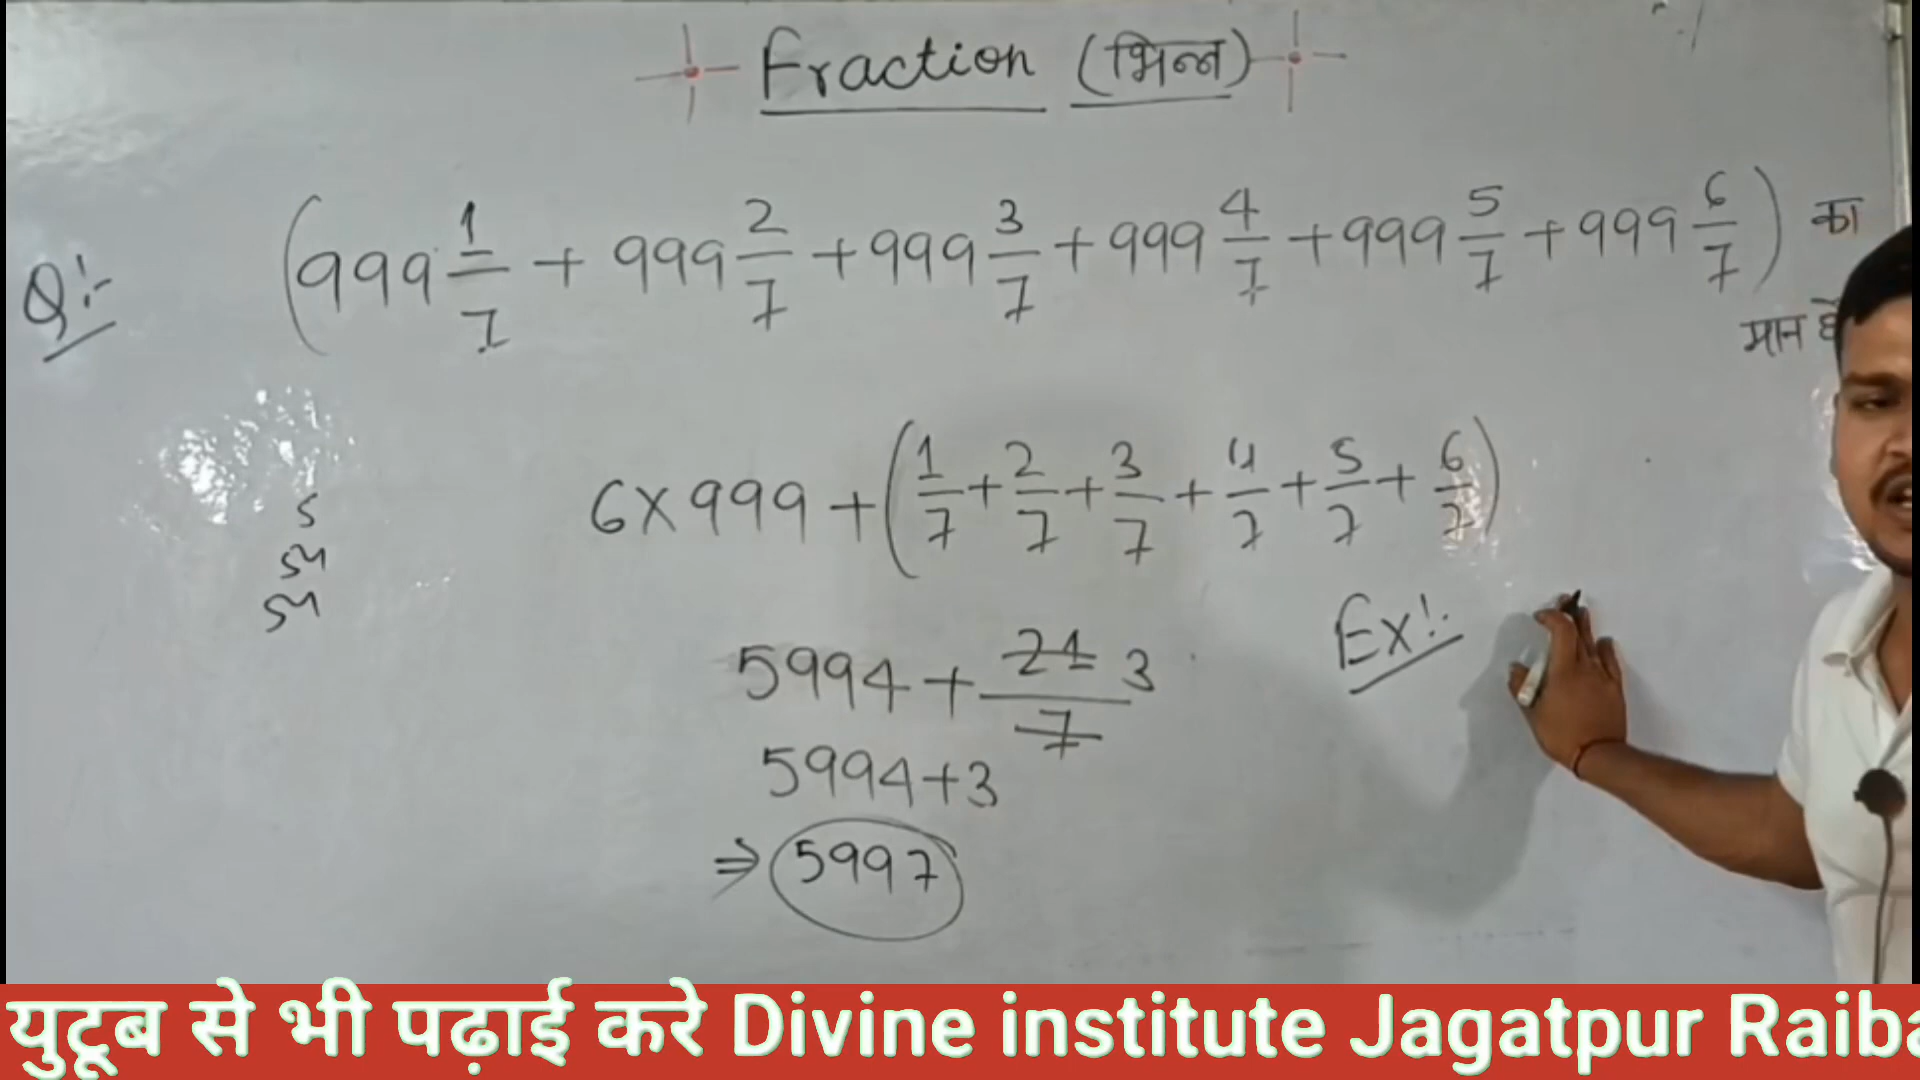 Fraction (भिन्न)
Q:- (999 1/7 + 999 2/7 + 999 3/7 + 999 4/7 + 999 5/7 + 999 6/7) का
मान
6×999+(1/7+2/7+3/7+4/7+5/7+6/7)
5
54
54
5994+21/7 3
Ex:-
5994+3
⇒ 5997
युटूब से भी पढ़ाई करे Divine institute Jagatpur